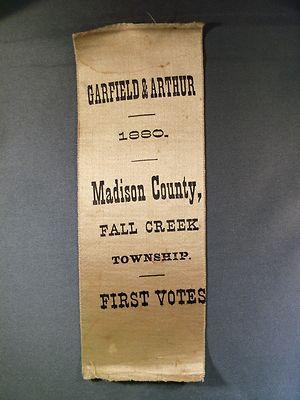 GARFIELD & ARTHUR
1880.
Madison County,
FALL CREEK
TOWNSHIP.
FIRST VOTES